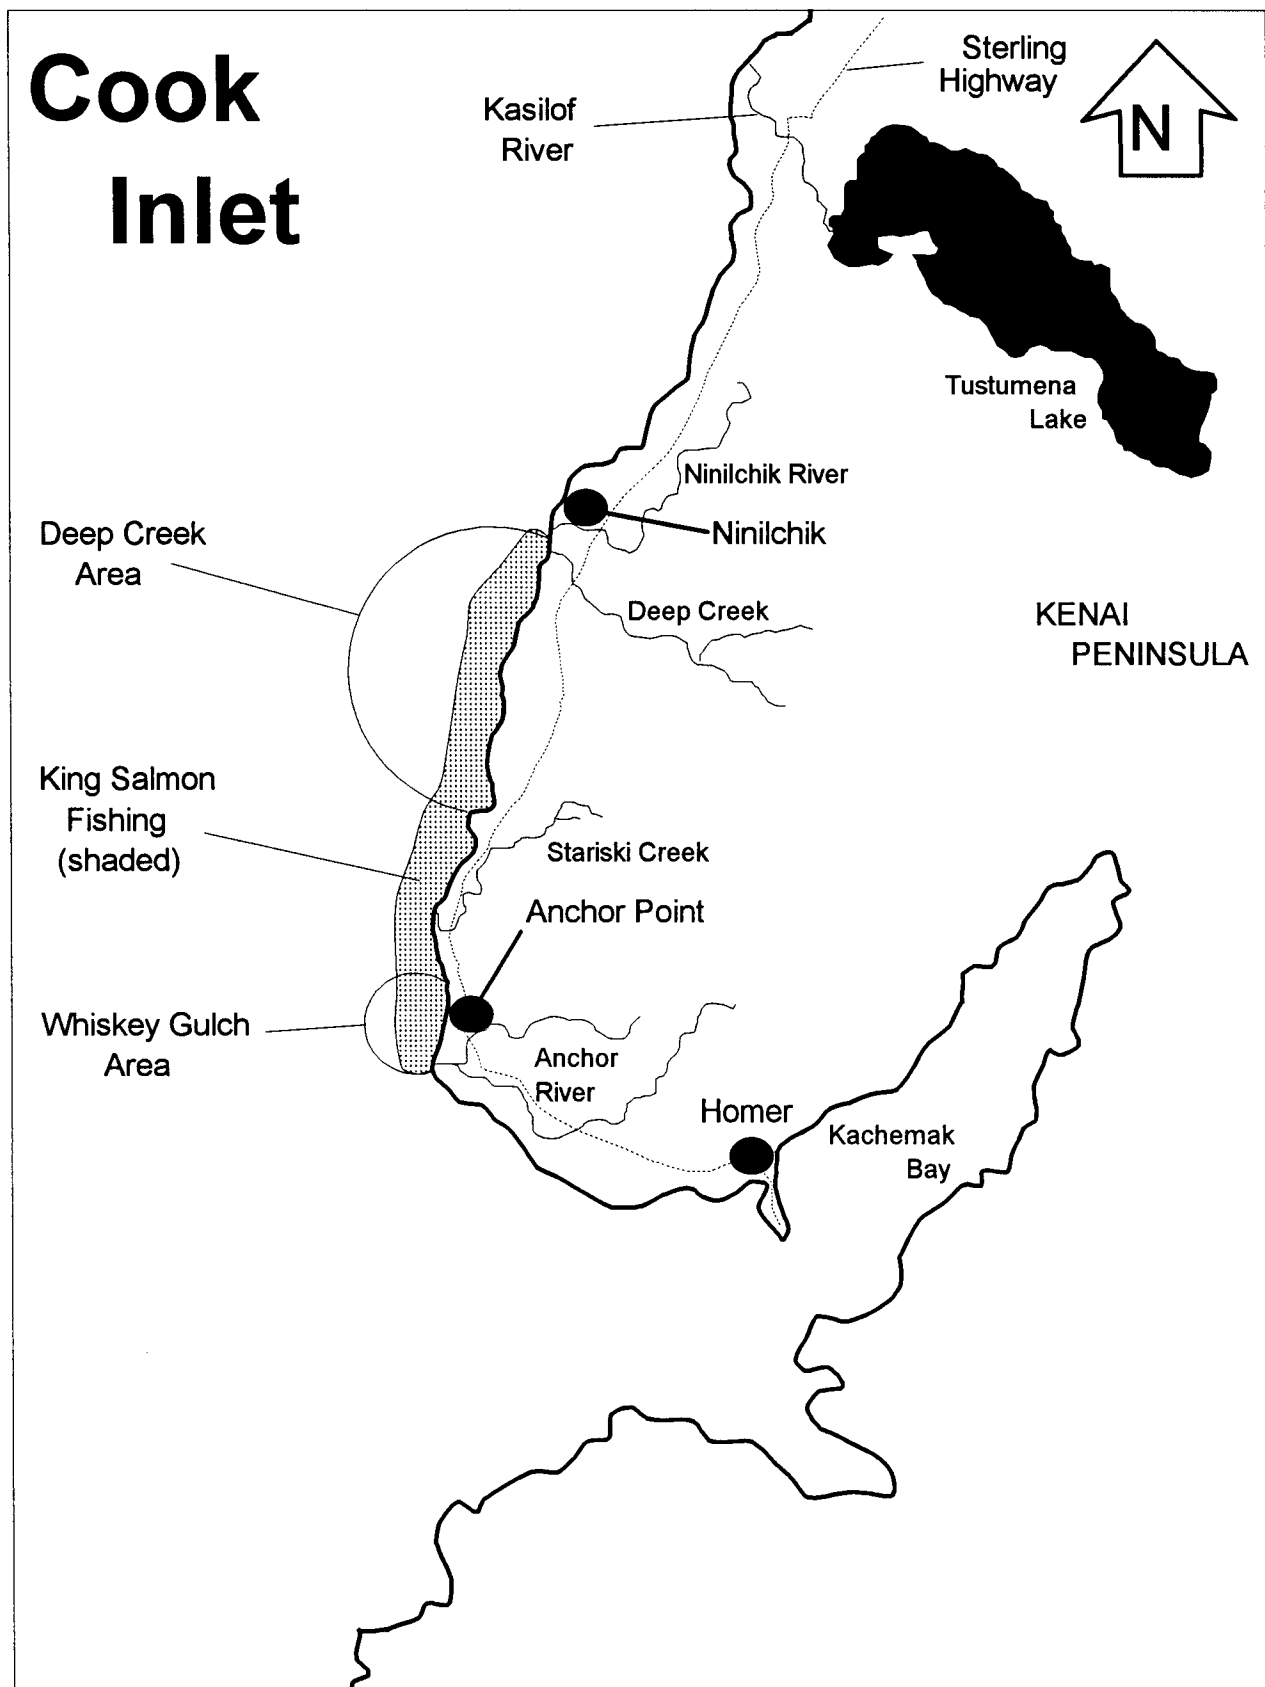 Cook
Inlet
Sterling
Highway
N
Kasilof
River
Tustumena
Lake
Ninilchik River
Ninilchik
Deep Creek
Area
Deep Creek
KENAI
PENINSULA
King Salmon
Fishing
(shaded)
Stariski Creek
Anchor Point
Whiskey Gulch
Area
Anchor
River
Homer
Kachemak
Bay